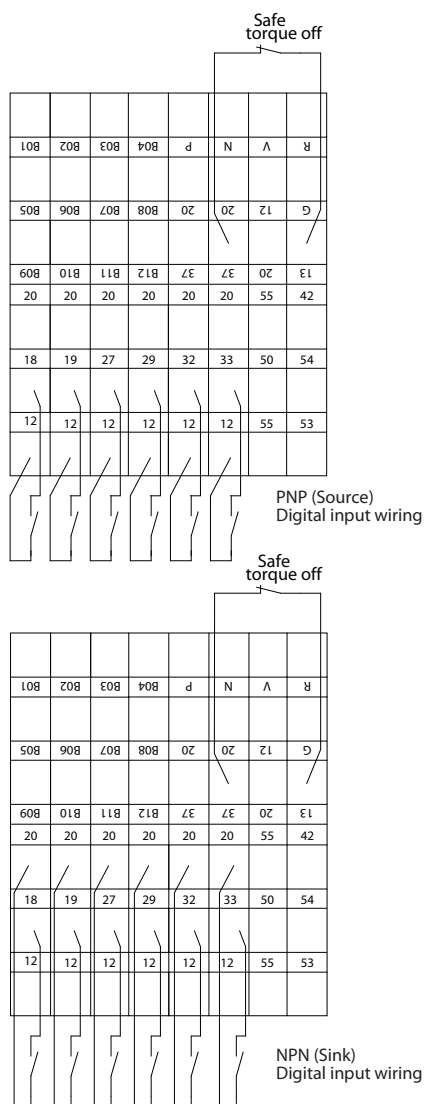 Safe
torque off
B01 B02 B03 B04 P N V R
B05 B06 B07 B08 20 20 12 G
B09 B10 B11 B12 37 37 20 13
20 20 20 20 20 20 55 42
18 19 27 29 32 33 50 54
12 12 12 12 12 12 55 53
PNP (Source)
Digital input wiring
Safe
torque off
B01 B02 B03 B04 P N V R
B05 B06 B07 B08 20 20 12 G
B09 B10 B11 B12 37 37 20 13
20 20 20 20 20 20 55 42
18 19 27 29 32 33 50 54
12 12 12 12 12 12 55 53
NPN (Sink)
Digital input wiring